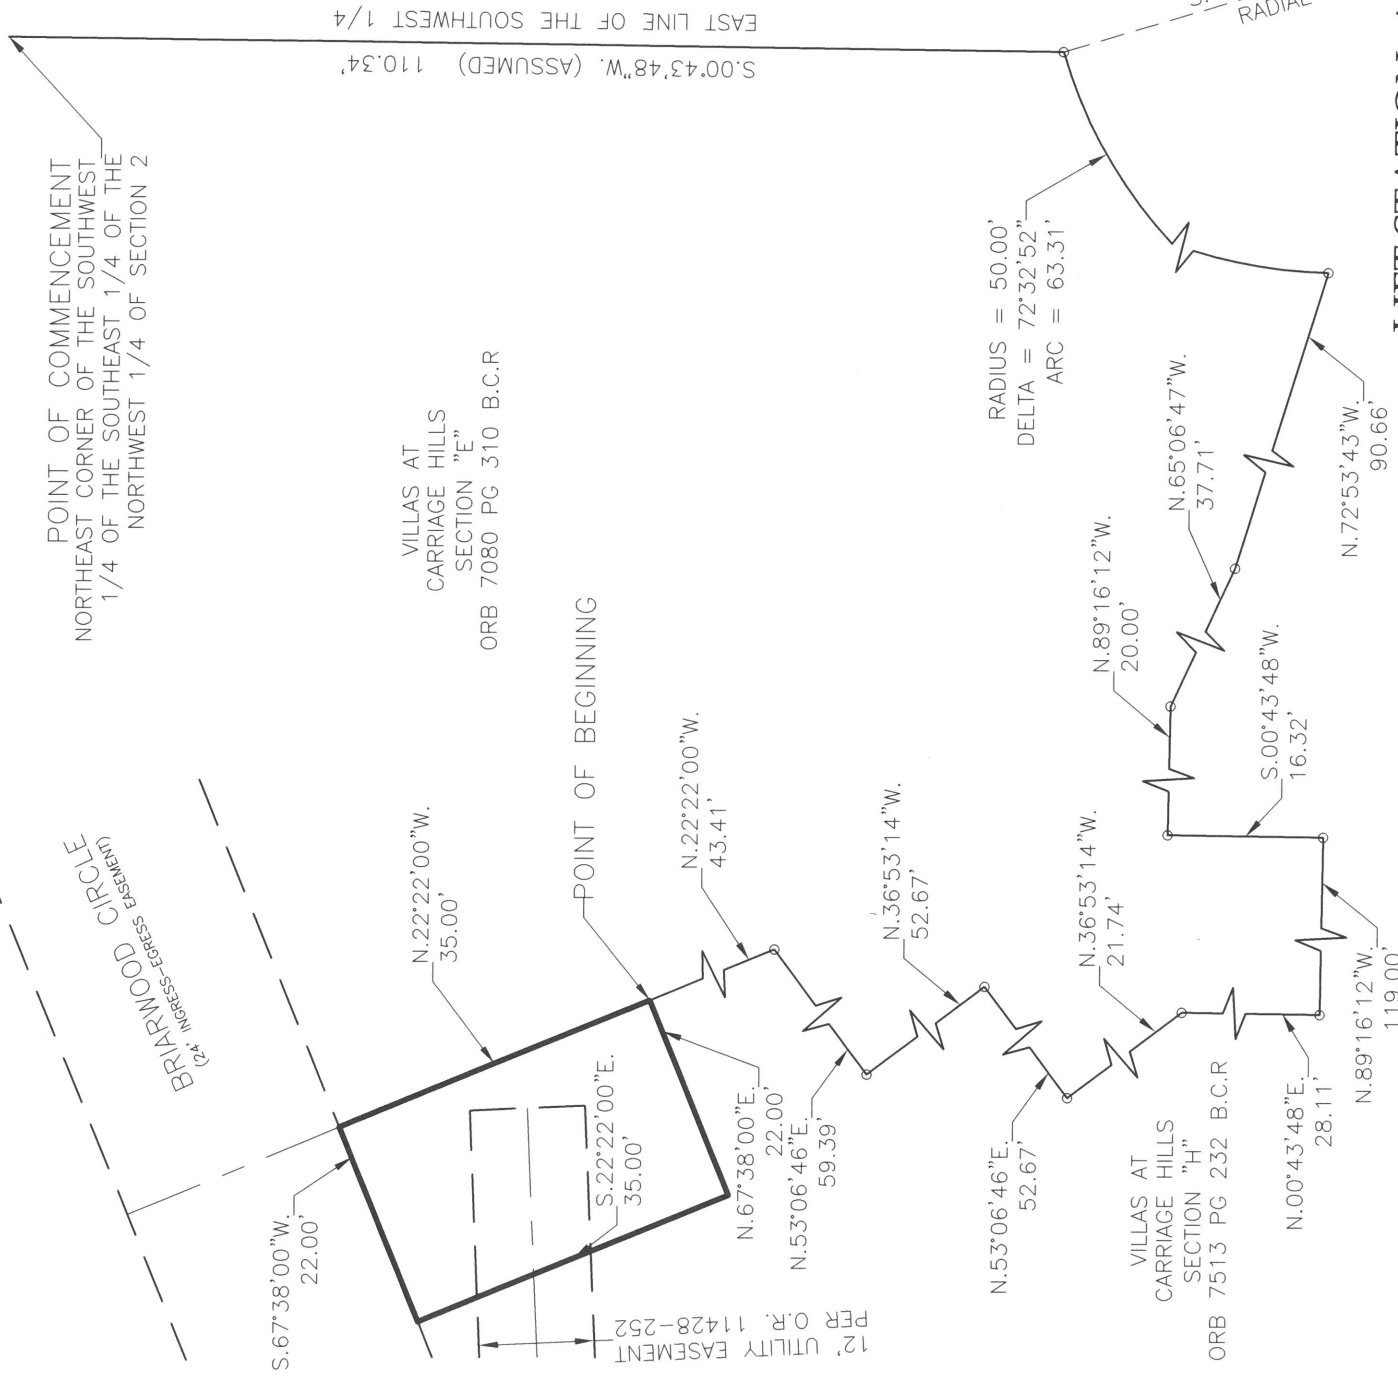 EAST LINE OF THE SOUTHWEST 1/4
S.00°43'48"W. (ASSUMED) 110.34'
RADIAL
POINT OF COMMENCEMENT
NORTHEAST CORNER OF THE SOUTHWEST
1/4 OF THE SOUTHEAST 1/4 OF THE
NORTHWEST 1/4 OF SECTION 2
VILLAS AT
CARRIAGE HILLS
SECTION "E"
ORB 7080 PG 310 B.C.R
RADIUS = 50.00'
DELTA = 72°32'52"
ARC = 63.31'
N.72°53'43"W.
90.66'
N.65°06'47"W.
37.71'
N.89°16'12"W.
20.00'
S.00°43'48"W.
16.32'
N.89°16'12"W.
119.00'
N.00°43'48"E.
28.11'
N.36°53'14"W.
21.74'
N.53°06'46"E.
52.67'
N.36°53'14"W.
52.67'
N.53°06'46"E.
59.39'
N.22°22'00"W.
43.41'
POINT OF BEGINNING
N.22°22'00"W.
35.00'
BRIARWOOD CIRCLE
(24' INGRESS-EGRESS EASEMENT)
S.67°38'00"W.
22.00'
S.22°22'00"E.
35.00'
N.67°38'00"E.
22.00'
12' UTILITY EASEMENT
PER O.R. 11428-252
VILLAS AT
CARRIAGE HILLS
SECTION "H"
ORB 7513 PG 232 B.C.R